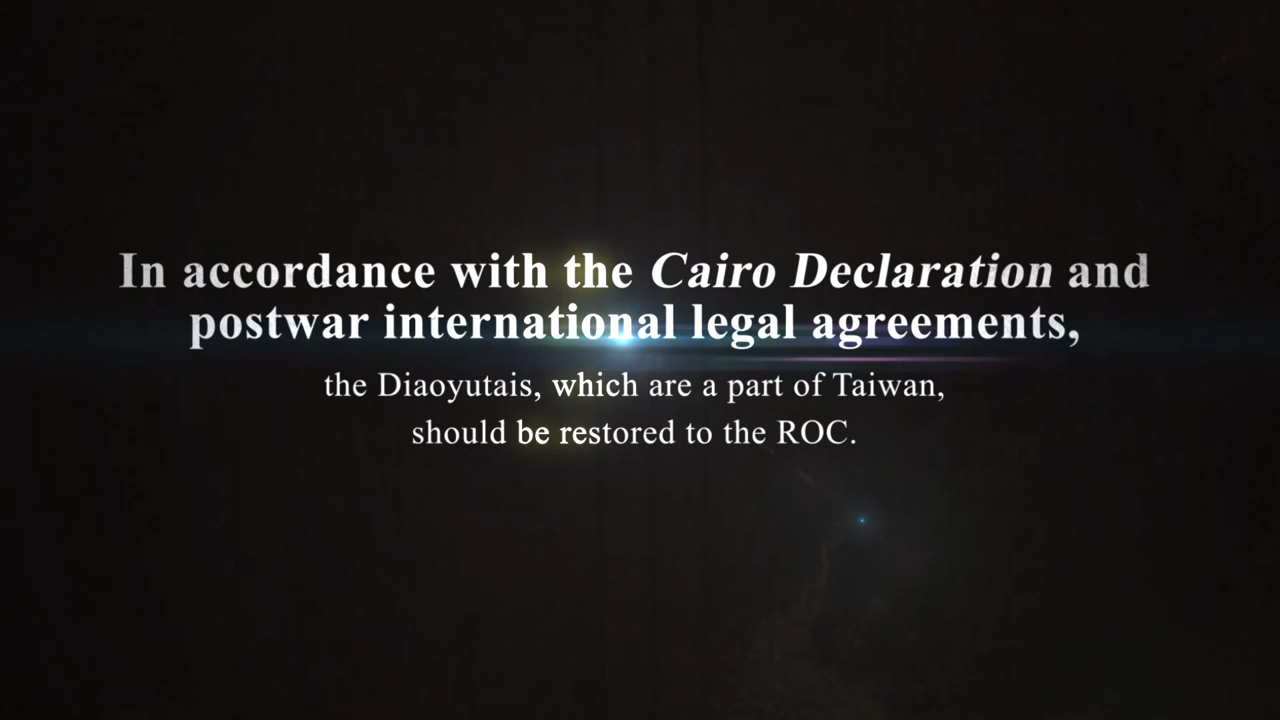 In accordance with the Cairo Declaration and
postwar international legal agreements,
the Diaoyutais, which are a part of Taiwan,
should be restored to the ROC.